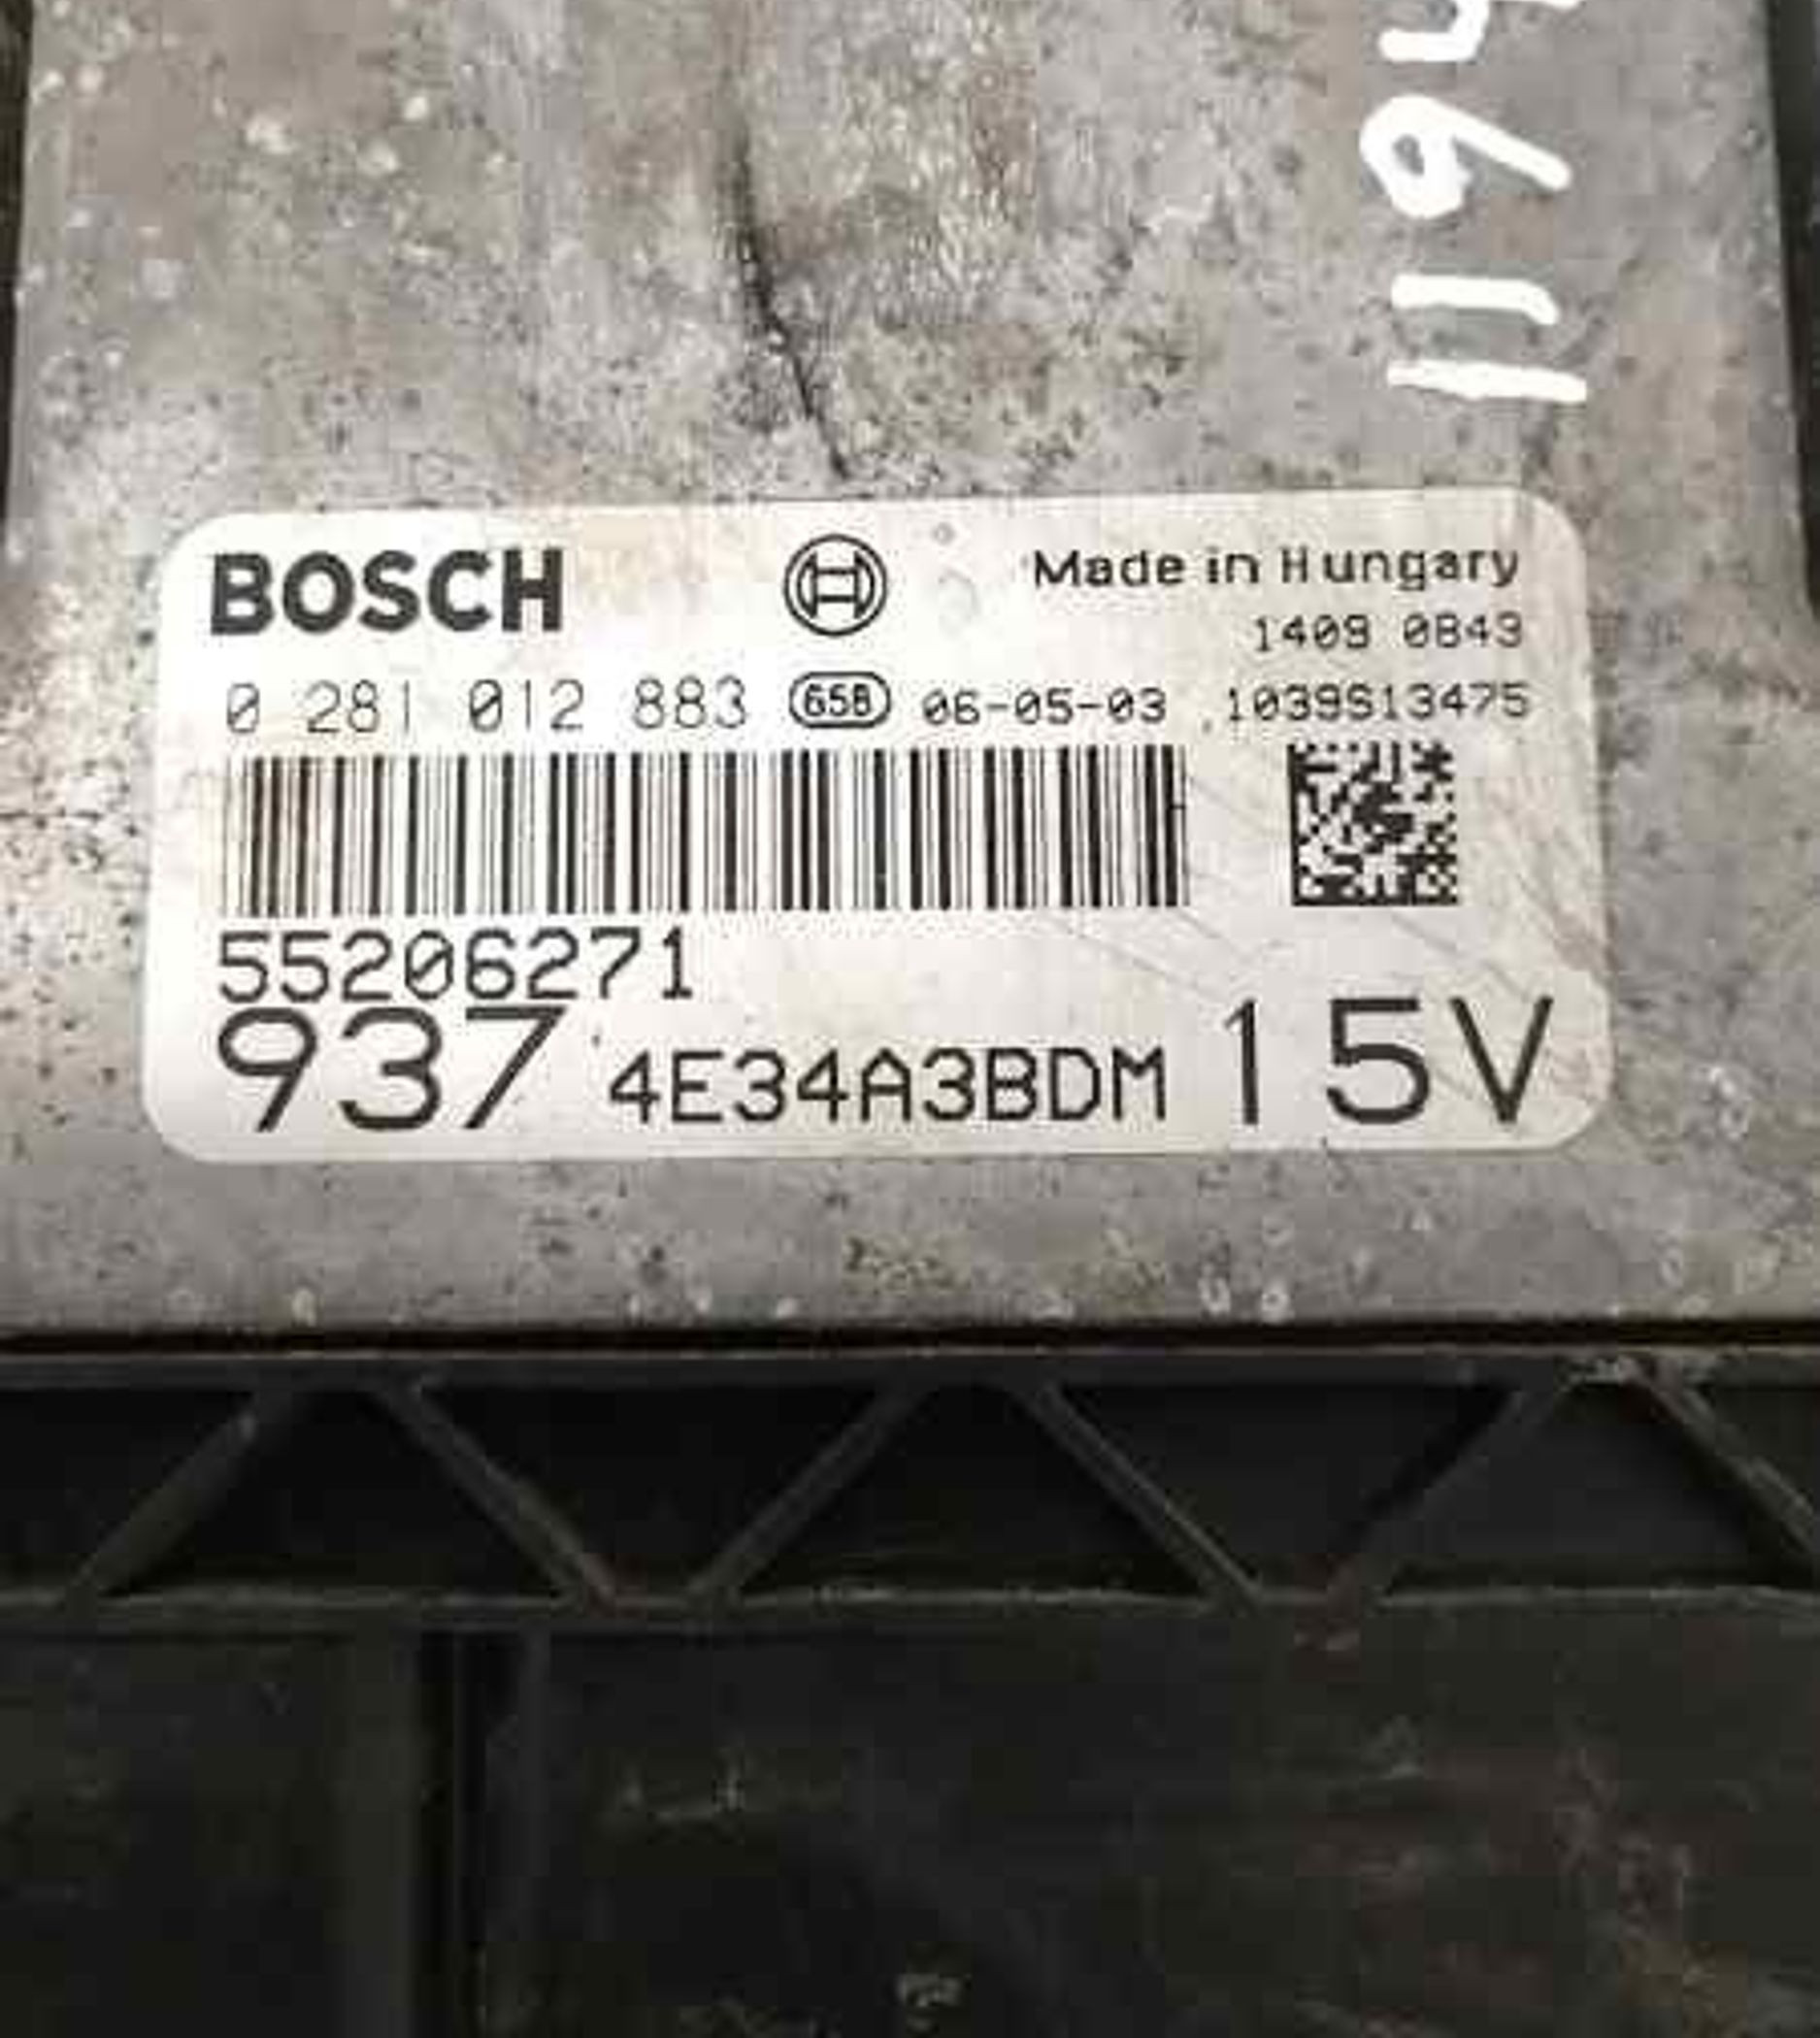 1194
BOSCH
Made in Hungary
1409 0843
0 281 012 883 658 06-05-03 1039S13475
55206271
937 4E34A3BDM 15V